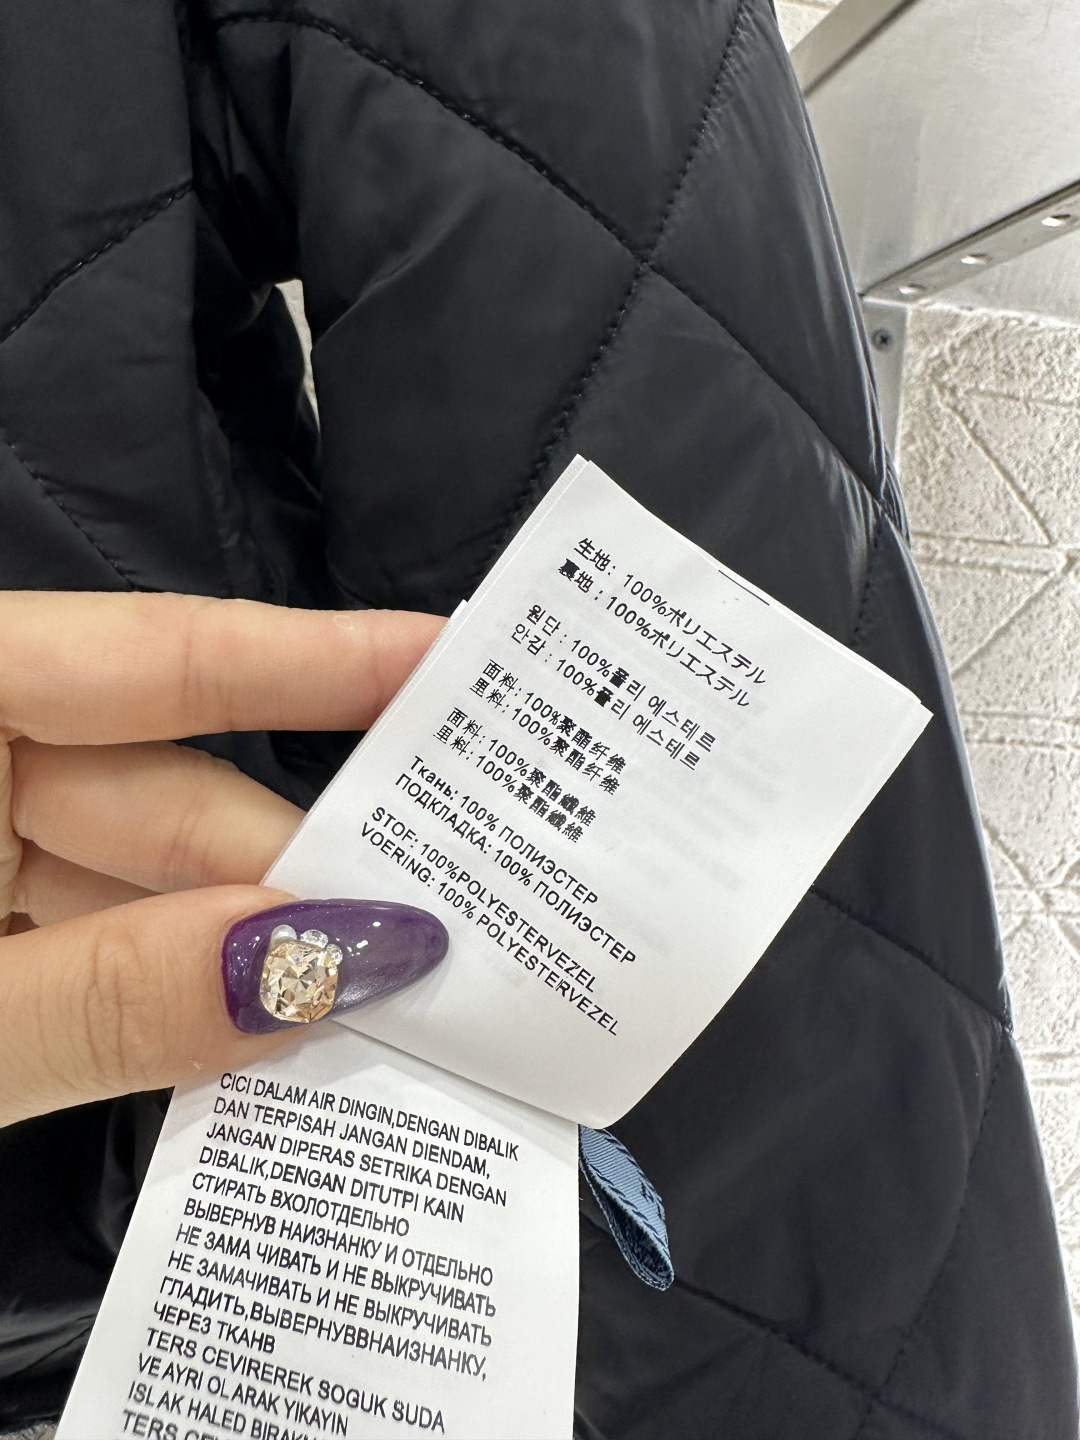 生地: 100%ポリエステル
裏地 : 100%ポリエステル
원단 : 100%폴리 에스테르
안감 : 100%폴리 에스테르
面料: 100%聚酯纤维
里料: 100%聚酯纤维
面料: 100%聚酯纖維
里料: 100%聚酯纖維
Ткань: 100% ПОЛИЭСТЕР
ПОДКЛАДКА: 100% ПОЛИЭСТЕР
STOF: 100%POLYESTERVEZEL
VOERING: 100% POLYESTERVEZEL
CICI DALAM AIR DINGIN,DENGAN DIBALIK
DAN TERPISAH JANGAN DIENDAM,
JANGAN DIPERAS SETRIKA DENGAN
DIBALIK,DENGAN DITUTPI KAIN
СТИРАТЬ ВХОЛОТДЕЛЬНО
ВЫВЕРНУВ НАИЗНАНКУ И ОТДЕЛЬНО
НЕ ЗАМА ЧИВАТЬ И НЕ ВЫКРУЧИВАТЬ
НЕ ЗАМАЧИВАТЬ И НЕ ВЫКРУЧИВАТЬ
ГЛАДИТЬ,ВЫВЕРНУВВНАИЗНАНКУ,
ЧЕРЕЗ ТКАНВ
TERS CEVIREREK SOGUK SUDA
VE AYRI OLARAK YIKAYIN
ISLAK HALED
TERS